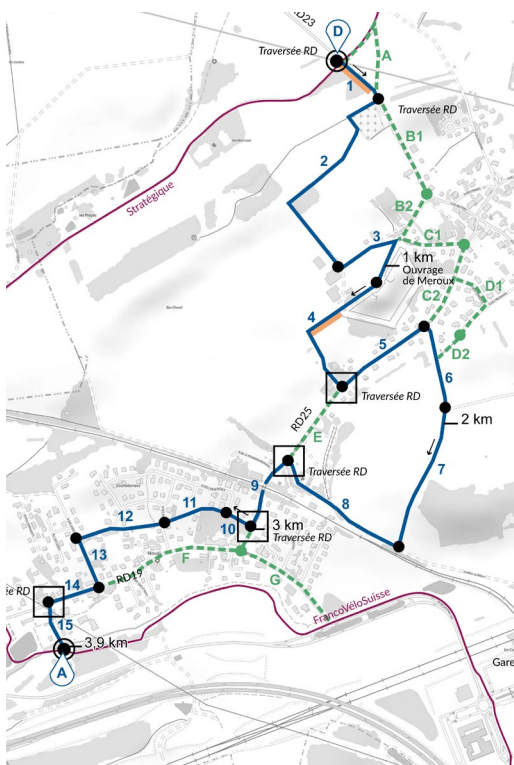 RD23
D
A
Traversée RD
1
Traversée RD
B1
2
Stratégique
B2
3
C1
1 km
Ouvrage
de Meroux
D1
C2
4
5
D2
6
Traversée RD
RD25
E
2 km
Traversée RD
9
7
8
11
12
10
3 km
Traversée RD
13
F
RD19
14
G
ée RD
FrancoVéloSuisse
15
3,9 km
A
Gare